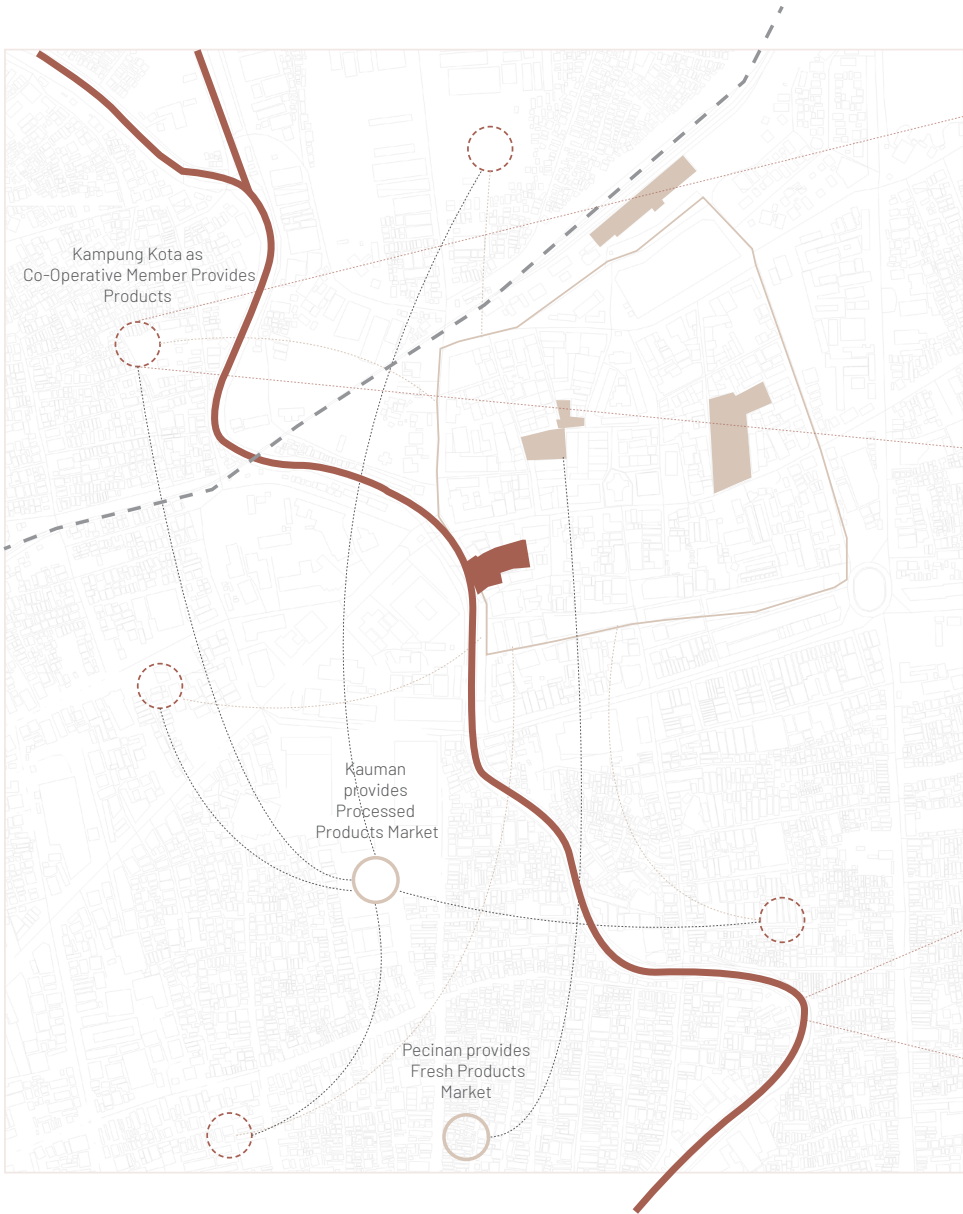 Kampung Kota as
Co-Operative Member Provides
Products
Kauman
provides
Processed
Products Market
Pecinan provides
Fresh Products
Market